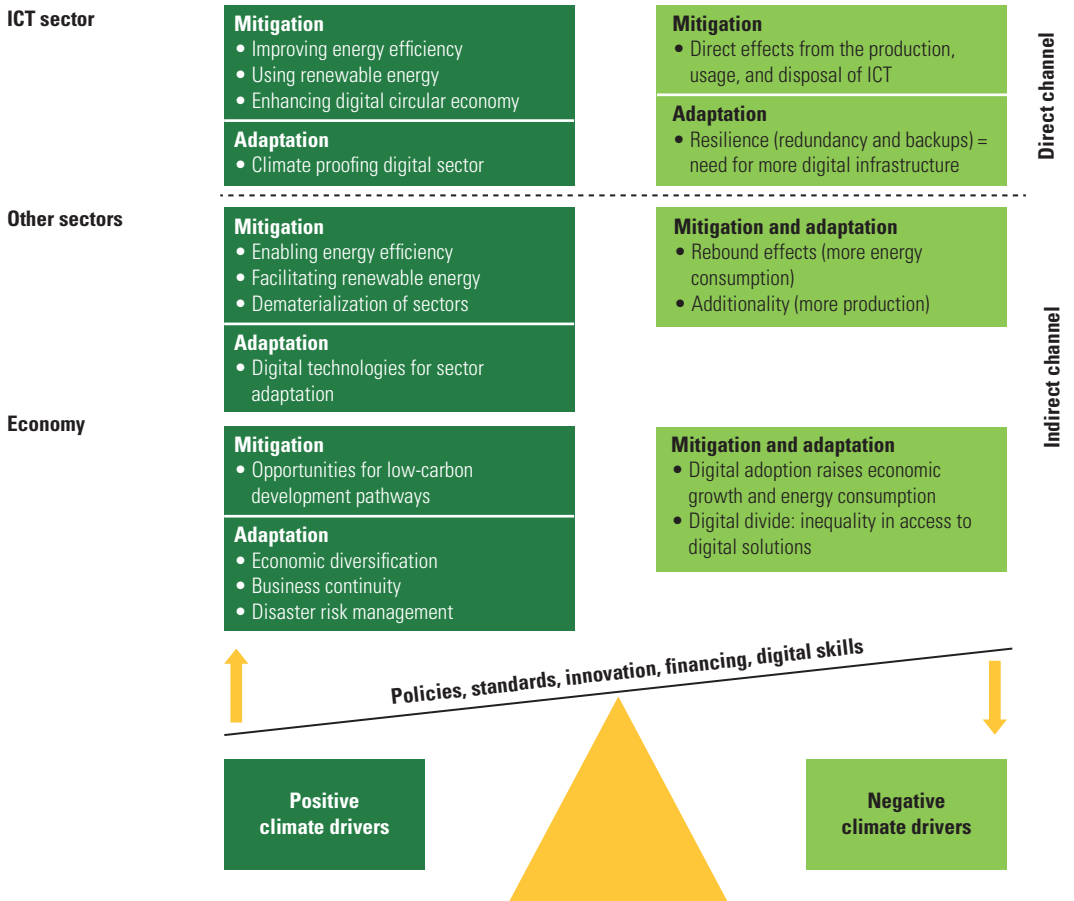 ICT sector
Mitigation
• Improving energy efficiency
• Using renewable energy
• Enhancing digital circular economy
Adaptation
• Climate proofing digital sector
Mitigation
• Direct effects from the production,
usage, and disposal of ICT
Adaptation
• Resilience (redundancy and backups) =
need for more digital infrastructure
Direct channel
Other sectors
Mitigation
• Enabling energy efficiency
• Facilitating renewable energy
• Dematerialization of sectors
Adaptation
• Digital technologies for sector
adaptation
Mitigation and adaptation
• Rebound effects (more energy
consumption)
• Additionality (more production)
Indirect channel
Economy
Mitigation
• Opportunities for low-carbon
development pathways
Adaptation
• Economic diversification
• Business continuity
• Disaster risk management
Mitigation and adaptation
• Digital adoption raises economic
growth and energy consumption
• Digital divide: inequality in access to
digital solutions
Policies, standards, innovation, financing, digital skills
Positive
climate drivers
Negative
climate drivers